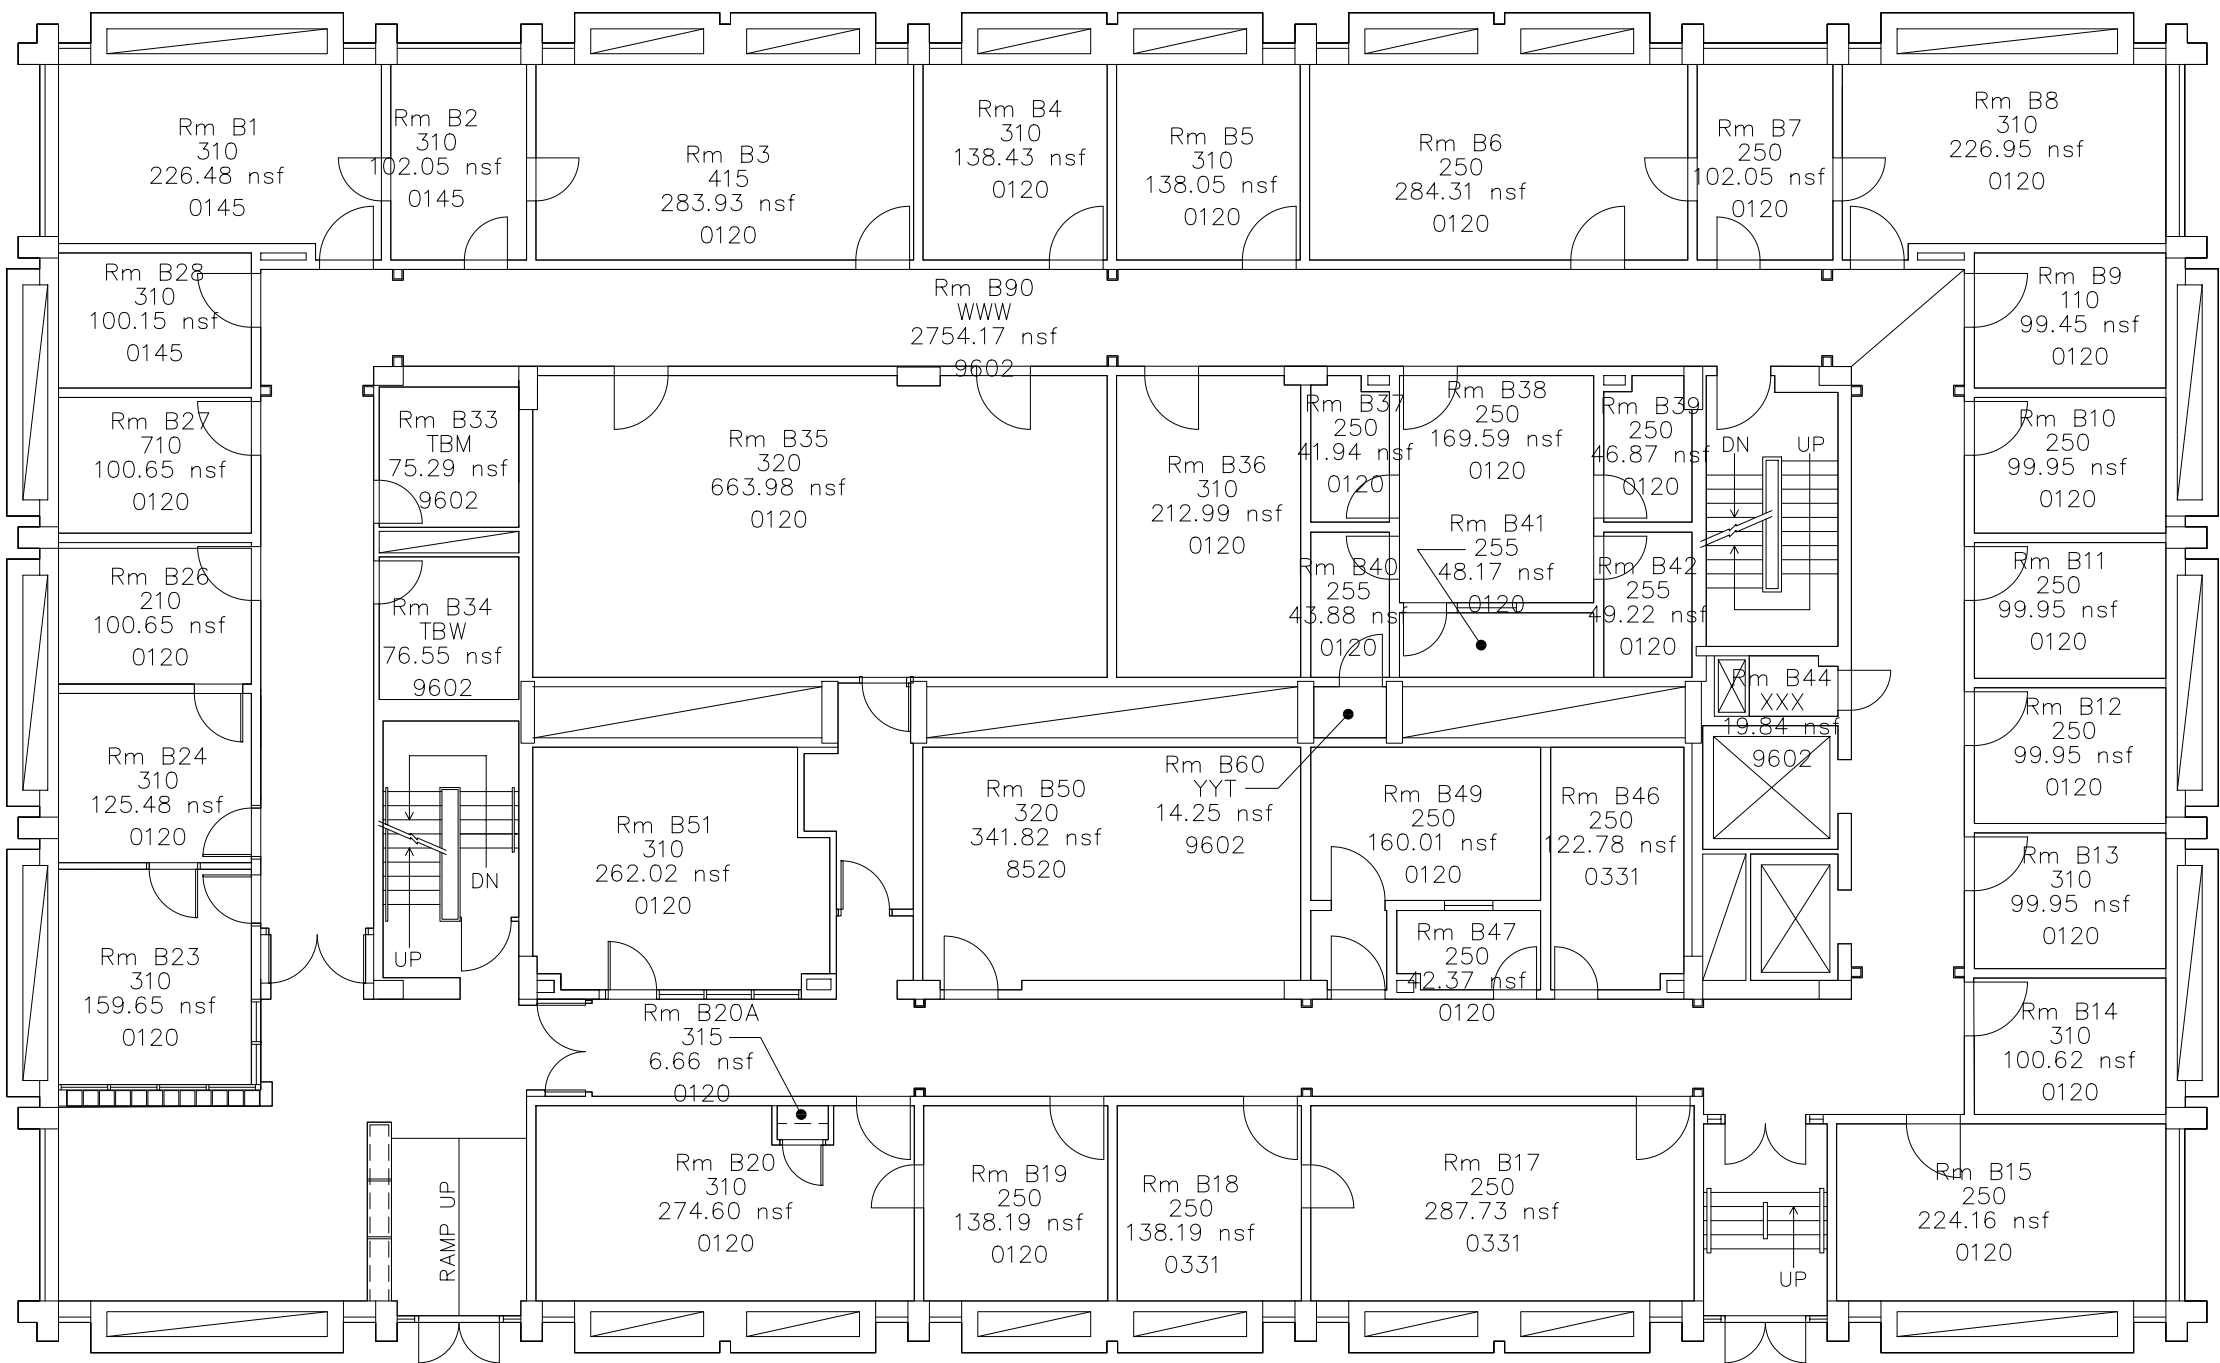 Rm B1
310
226.48 nsf
0145
Rm B2
310
102.05 nsf
0145
Rm B3
415
283.93 nsf
0120
Rm B4
310
138.43 nsf
0120
Rm B5
310
138.05 nsf
0120
Rm B6
250
284.31 nsf
0120
Rm B7
250
102.05 nsf
0120
Rm B8
310
226.95 nsf
0120
Rm B28
310
100.15 nsf
0145
Rm B90
WWW
2754.17 nsf
9602
Rm B9
110
99.45 nsf
0120
Rm B27
710
100.65 nsf
0120
Rm B33
TBM
75.29 nsf
9602
Rm B35
320
663.98 nsf
0120
Rm B36
310
212.99 nsf
0120
Rm B37
250
41.94 nsf
0120
Rm B38
250
169.59 nsf
0120
Rm B39
250
46.87 nsf
0120
DN
UP
Rm B10
250
99.95 nsf
0120
Rm B26
210
100.65 nsf
0120
Rm B34
TBW
76.55 nsf
9602
Rm B40
255
43.88 nsf
0120
Rm B41
255
48.17 nsf
0120
Rm B42
255
49.22 nsf
0120
Rm B11
250
99.95 nsf
0120
Rm B44
XXX
19.84 nsf
9602
Rm B12
250
99.95 nsf
0120
Rm B24
310
125.48 nsf
0120
DN
UP
Rm B51
310
262.02 nsf
0120
Rm B50
320
341.82 nsf
8520
Rm B60
YYT
14.25 nsf
9602
Rm B49
250
160.01 nsf
0120
Rm B46
250
122.78 nsf
0331
Rm B13
310
99.95 nsf
0120
Rm B47
250
42.37 nsf
0120
Rm B23
310
159.65 nsf
0120
Rm B20A
315
6.66 nsf
0120
Rm B14
310
100.62 nsf
0120
RAMP UP
Rm B20
310
274.60 nsf
0120
Rm B19
250
138.19 nsf
0120
Rm B18
250
138.19 nsf
0331
Rm B17
250
287.73 nsf
0331
UP
Rm B15
250
224.16 nsf
0120